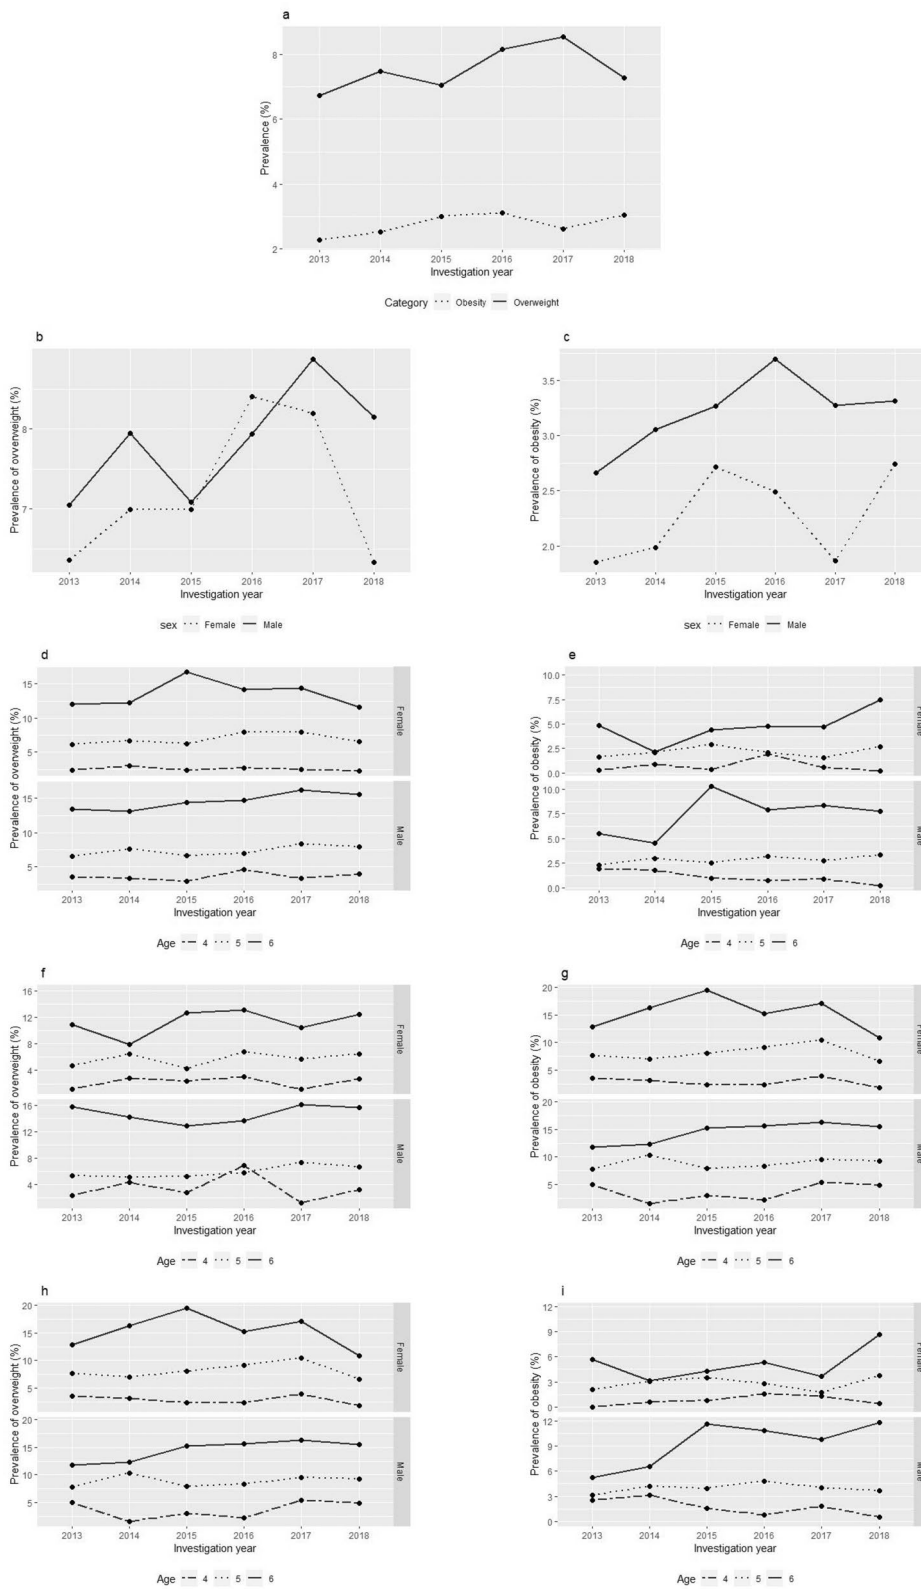 a
8
6
4
2
Prevalence (%)
2013 2014 2015 2016 2017 2018
Investigation year
Category Obesity Overweight
b
8
7
Prevalence of ovverweight (%)
2013 2014 2015 2016 2017 2018
Investigation year
sex Female Male
c
3.5
3.0
2.5
2.0
Prevalence of obesity (%)
2013 2014 2015 2016 2017 2018
Investigation year
sex Female Male
d
15
10
5
Female
15
10
5
Male
Prevalence of overweight (%)
2013 2014 2015 2016 2017 2018
Investigation year
Age 4 5 6
e
10.0
7.5
5.0
2.5
0.0
Female
10.0
7.5
5.0
2.5
0.0
Male
Prevalence of obesity (%)
2013 2014 2015 2016 2017 2018
Investigation year
Age 4 5 6
f
16
12
8
4
Female
16
12
8
4
Male
Prevalence of overweight (%)
2013 2014 2015 2016 2017 2018
Investigation year
Age 4 5 6
g
20
15
10
5
Female
20
15
10
5
Male
Prevalence of obesity (%)
2013 2014 2015 2016 2017 2018
Investigation year
Age 4 5 6
h
20
15
10
5
Female
20
15
10
5
Male
Prevalence of overweight (%)
2013 2014 2015 2016 2017 2018
Investigation year
Age 4 5 6
i
12
9
6
3
0
Female
12
9
6
3
0
Male
Prevalence of obesity (%)
2013 2014 2015 2016 2017 2018
Investigation year
Age 4 5 6